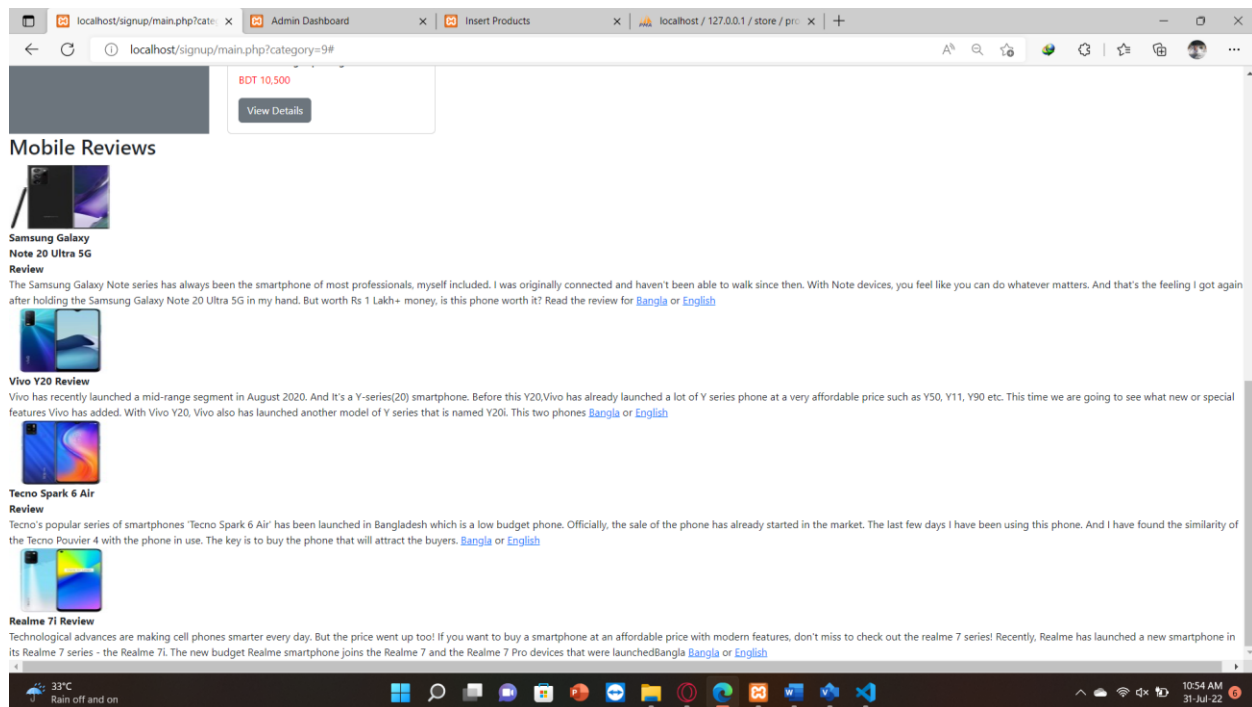 localhost/signup/main.php?cate
Admin Dashboard
Insert Products
localhost / 127.0.0.1 / store / pro
localhost/signup/main.php?category=9#
BDT 10,500
View Details
Mobile Reviews
Samsung Galaxy
Note 20 Ultra 5G
Review
The Samsung Galaxy Note series has always been the smartphone of most professionals, myself included. I was originally connected and haven't been able to walk since then. With Note devices, you feel like you can do whatever matters. And that's the feeling I got again
after holding the Samsung Galaxy Note 20 Ultra 5G in my hand. But worth Rs 1 Lakh+ money, is this phone worth it? Read the review for Bangla or English
Vivo Y20 Review
Vivo has recently launched a mid-range segment in August 2020. And It's a Y-series(20) smartphone. Before this Y20,Vivo has already launched a lot of Y series phone at a very affordable price such as Y50, Y11, Y90 etc. This time we are going to see what new or special
features Vivo has added. With Vivo Y20, Vivo also has launched another model of Y series that is named Y20i. This two phones Bangla or English
Tecno Spark 6 Air
Review
Tecno's popular series of smartphones 'Tecno Spark 6 Air' has been launched in Bangladesh which is a low budget phone. Officially, the sale of the phone has already started in the market. The last few days I have been using this phone. And I have found the similarity of
the Tecno Pouvier 4 with the phone in use. The key is to buy the phone that will attract the buyers. Bangla or English
Realme 7i Review
Technological advances are making cell phones smarter every day. But the price went up too! If you want to buy a smartphone at an affordable price with modern features, don't miss to check out the realme 7 series! Recently, Realme has launched a new smartphone in
its Realme 7 series - the Realme 7i. The new budget Realme smartphone joins the Realme 7 and the Realme 7 Pro devices that were launchedBangla Bangla or English
33°C
Rain off and on
10:54 AM
31-Jul-22
6